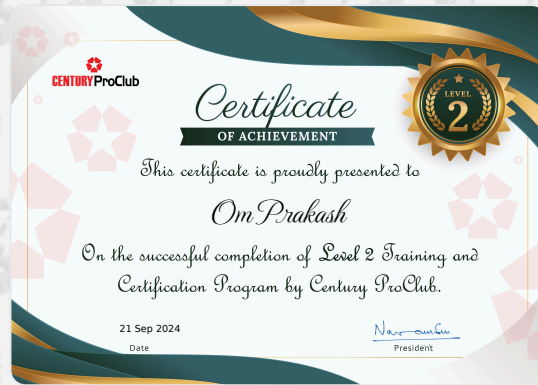 CENTURY ProClub
Certificate
OF ACHIEVEMENT
LEVEL
2
This certificate is proudly presented to
Om Prakash
On the successful completion of Level 2 Training and
Certification Program by Century ProClub.
21 Sep 2024
Date
President